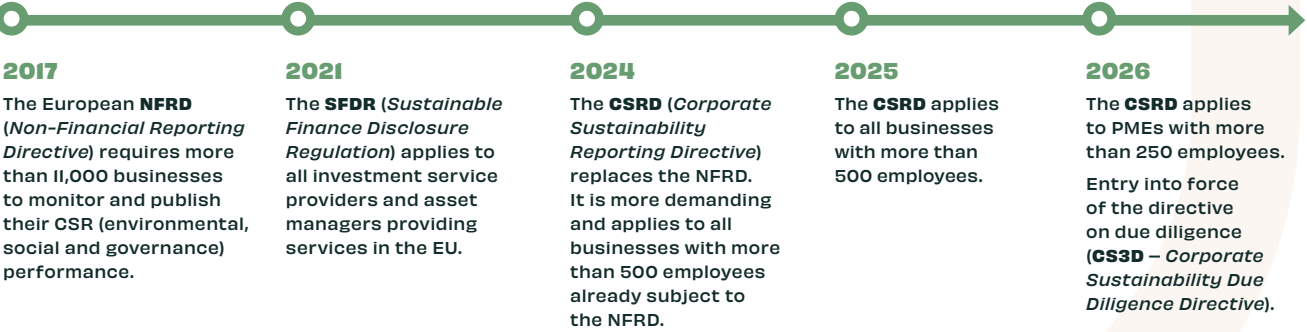 2017
The European NFRD
(Non-Financial Reporting
Directive) requires more
than 11,000 businesses
to monitor and publish
their CSR (environmental,
social and governance)
performance.
2021
The SFDR (Sustainable
Finance Disclosure
Regulation) applies to
all investment service
providers and asset
managers providing
services in the EU.
2024
The CSRD (Corporate
Sustainability
Reporting Directive)
replaces the NFRD.
It is more demanding
and applies to all
businesses with more
than 500 employees
already subject to
the NFRD.
2025
The CSRD applies
to all businesses
with more than
500 employees.
2026
The CSRD applies
to PMEs with more
than 250 employees.
Entry into force
of the directive
on due diligence
(CS3D – Corporate
Sustainability Due
Diligence Directive).